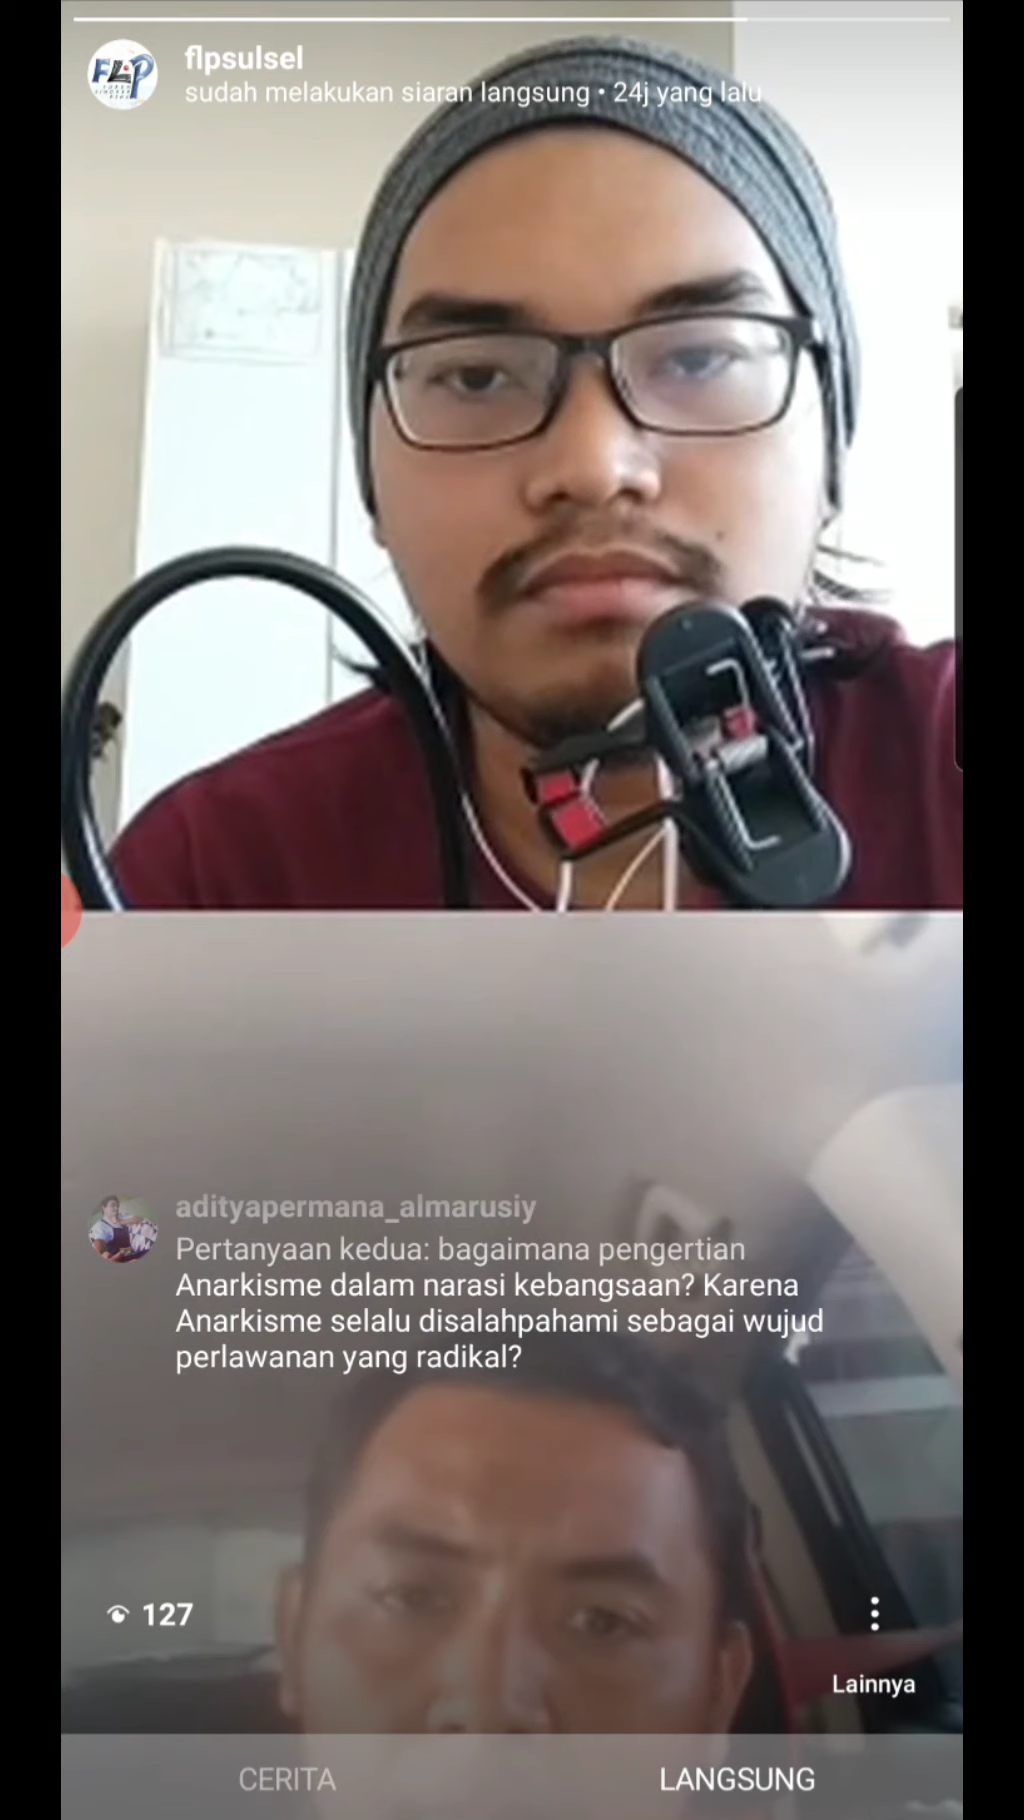 FLP
flpsulsel
sudah melakukan siaran langsung • 24j yang lalu
adityapermana_almarusiy
Pertanyaan kedua: bagaimana pengertian
Anarkisme dalam narasi kebangsaan? Karena
Anarkisme selalu disalahpahami sebagai wujud
perlawanan yang radikal?
127
Lainnya
CERITA
LANGSUNG